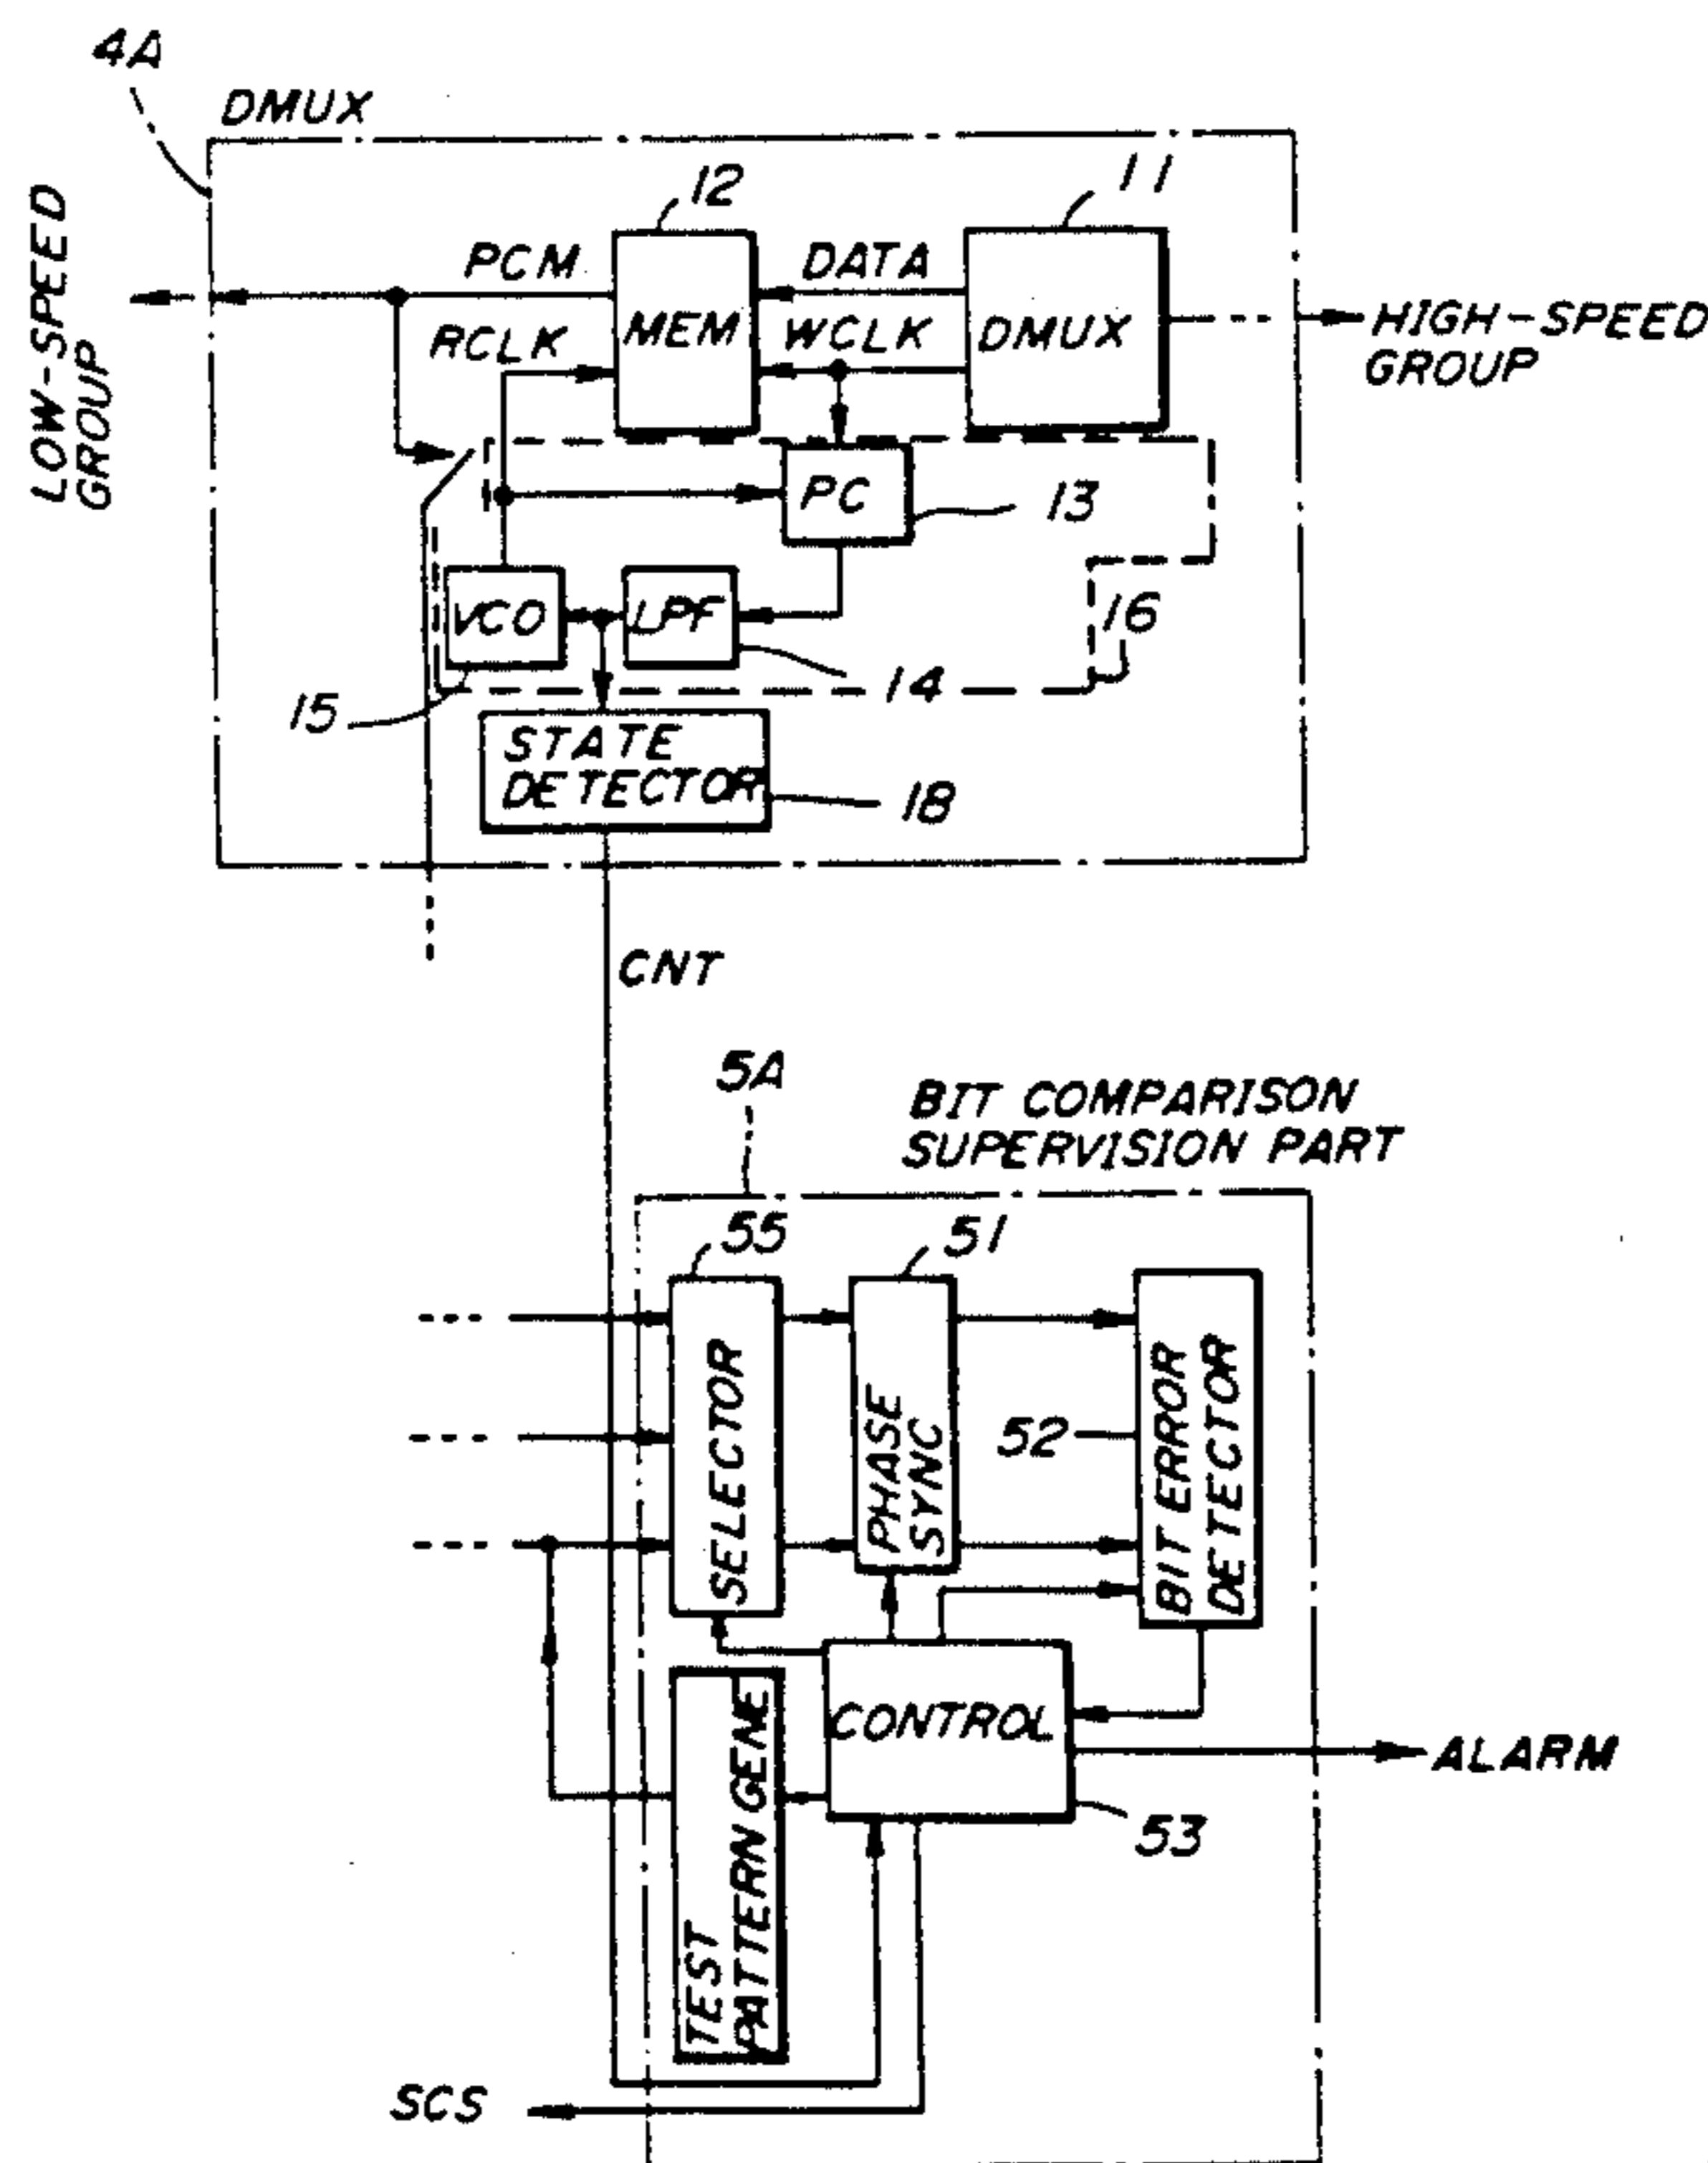 4A
DMUX
LOW-SPEED
GROUP
12
11
PCM
DATA
RCLK
MEM
WCLK
DMUX
HIGH-SPEED
GROUP
PC
13
VCO
LPF
16
15
14
STATE
DETECTOR
18
CNT
5A
BIT COMPARISON
SUPERVISION PART
55
51
SELECTOR
PHASE
SYNC
52
BIT ERROR
DETECTOR
TEST
PATTERN GENE
CONTROL
ALARM
53
SCS